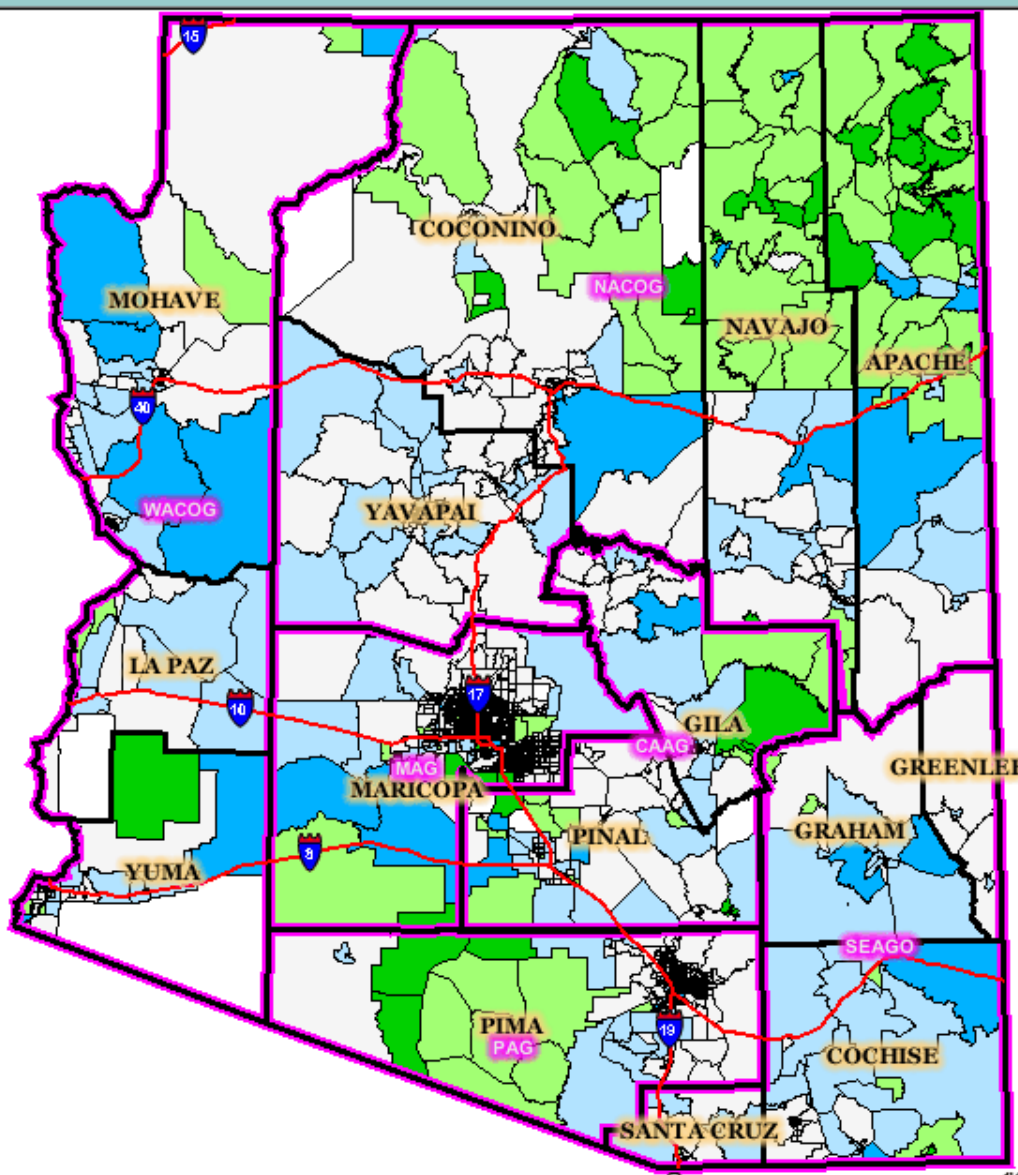 15
COCONINO
NACOG
MOHAVE
NAVAJO
APACHE
40
WACOG
YAVAPAI
LA PAZ
10
17
GILA
CAAG
MAG
MARICOPA
GREENLEE
PINAL
GRAHAM
8
YUMA
SEAGO
PIMA
PAG
19
COCHISE
SANTA CRUZ